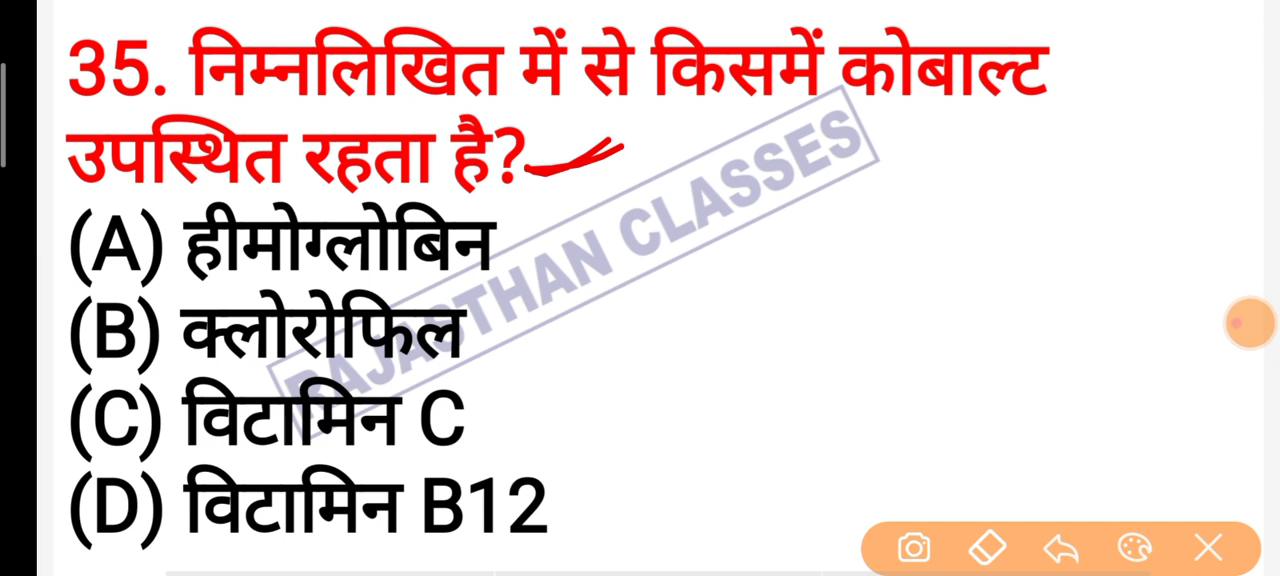 35. निम्नलिखित में से किसमें कोबाल्ट
उपस्थित रहता है?
(A) हीमोग्लोबिन
(B) क्लोरोफिल
(C) विटामिन C
(D) विटामिन B12
RAJASTHAN CLASSES